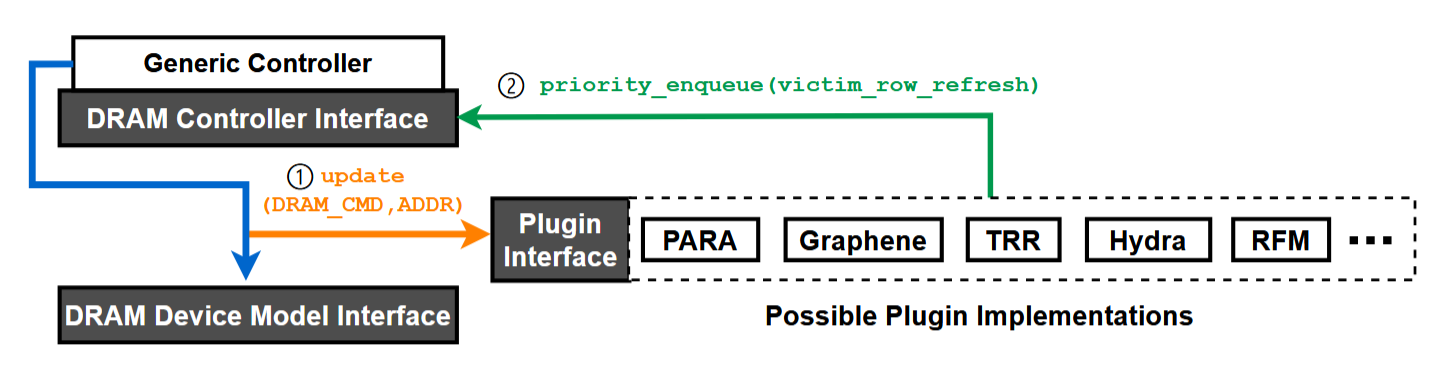 Generic Controller
DRAM Controller Interface
② priority_enqueue(victim_row_refresh)
① update
(DRAM_CMD,ADDR)
Plugin
Interface
PARA
Graphene
TRR
Hydra
RFM
...
DRAM Device Model Interface
Possible Plugin Implementations